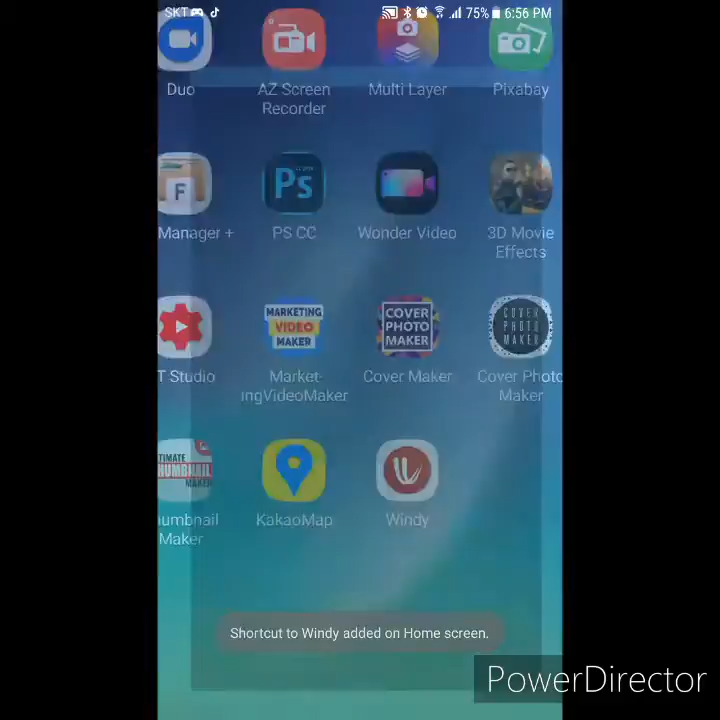 SKT 75% 6:56 PM
Duo
AZ Screen
Recorder
Multi Layer
Pixabay
F
Manager +
Ps
PS CC
Wonder Video
3D Movie
Effects
T Studio
MARKETING
VIDEO
MAKER
Market-
ingVideoMaker
COVER
PHOTO
MAKER
Cover Maker
COVER
PHOTO
MAKER
Cover Photo
Maker
TIMATE
HUMBNAIL
MAKER
umbnail
Maker
KakaoMap
Windy
Shortcut to Windy added on Home screen.
PowerDirector